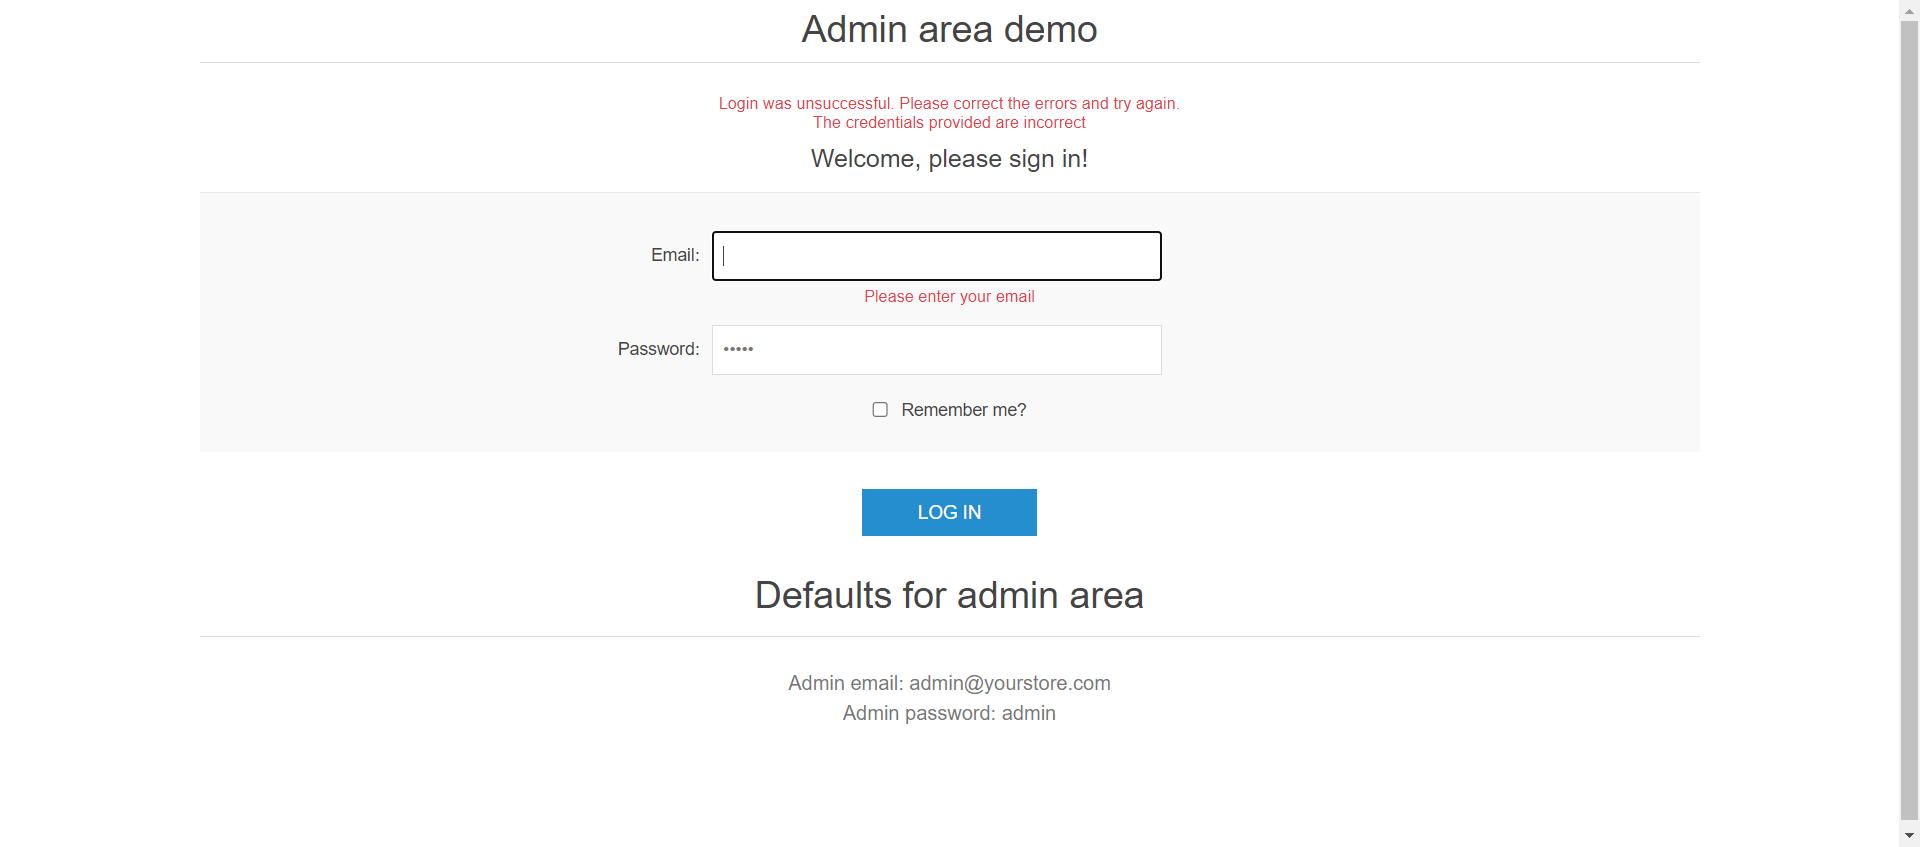 Admin area demo
Login was unsuccessful. Please correct the errors and try again.
The credentials provided are incorrect
Welcome, please sign in!
Email:
Please enter your email
Password: •••••
Remember me?
LOG IN
Defaults for admin area
Admin email: admin@yourstore.com
Admin password: admin